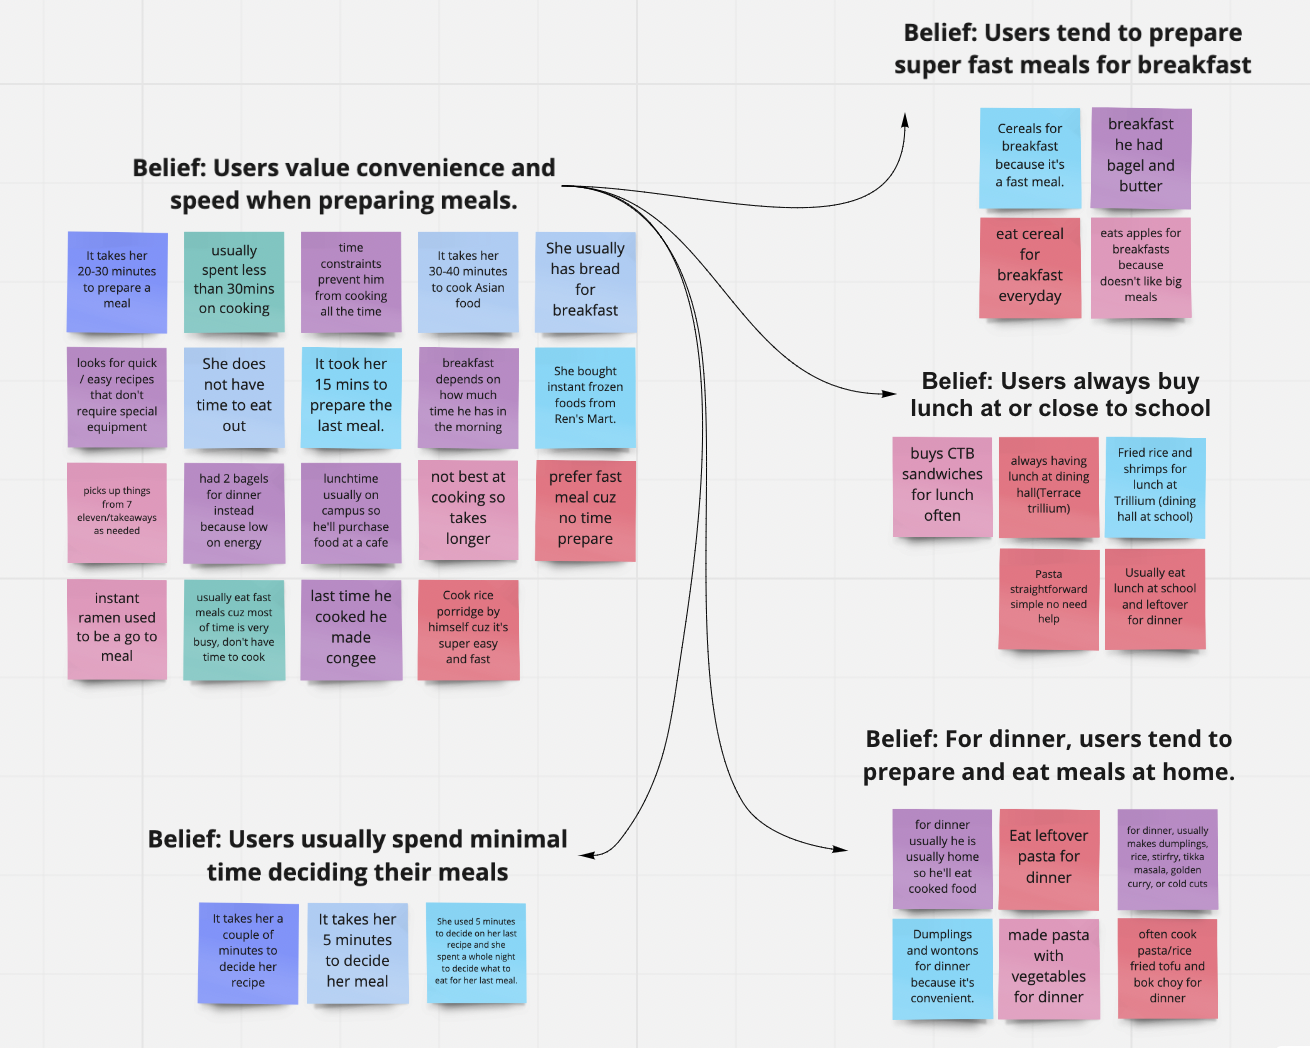 Belief: Users tend to prepare
super fast meals for breakfast
Cereals for
breakfast
because it's
a fast meal.
breakfast
he had
bagel and
butter
eat cereal
for
breakfast
everyday
eats apples for
breakfasts
because
doesn't like big
meals
Belief: Users value convenience and
speed when preparing meals.
It takes her
20-30 minutes
to prepare a
meal
usually
spent less
than 30mins
on cooking
time
constraints
prevent him
from cooking
all the time
It takes her
30-40 minutes
to cook Asian
food
She usually
has bread
for
breakfast
looks for quick
/ easy recipes
that don't
require special
equipment
She does
not have
time to eat
out
It took her
15 mins to
prepare the
last meal.
breakfast
depends on
how much
time he has in
the morning
She bought
instant frozen
foods from
Ren's Mart.
picks up things
from 7
eleven/takeaways
as needed
had 2 bagels
for dinner
instead
because low
on energy
lunchtime
usually on
campus so
he'll purchase
food at a cafe
not best at
cooking so
takes
longer
prefer fast
meal cuz
no time
prepare
instant
ramen used
to be a go to
meal
usually eat fast
meals cuz most
of time is very
busy, don't have
time to cook
last time he
cooked he
made
congee
Cook rice
porridge by
himself cuz it's
super easy
and fast
Belief: Users always buy
lunch at or close to school
buys CTB
sandwiches
for lunch
often
always having
lunch at dining
hall(Terrace
trillium)
Fried rice and
shrimps for
lunch at
Trillium (dining
hall at school)
Pasta
straightforward
simple no need
help
Usually eat
lunch at school
and leftover
for dinner
Belief: For dinner, users tend to
prepare and eat meals at home.
for dinner
usually he is
usually home
so he'll eat
cooked food
Eat leftover
pasta for
dinner
for dinner, usually
makes dumplings,
rice, stirfry, tikka
masala, golden
curry, or cold cuts
Dumplings
and wontons
for dinner
because it's
convenient.
made pasta
with
vegetables
for dinner
often cook
pasta/rice
fried tofu and
bok choy for
dinner
Belief: Users usually spend minimal
time deciding their meals
It takes her a
couple of
minutes to
decide her
recipe
It takes her
5 minutes
to decide
her meal
She used 5 minutes
to decide on her last
recipe and she
spent a whole night
to decide what to
eat for her last meal.